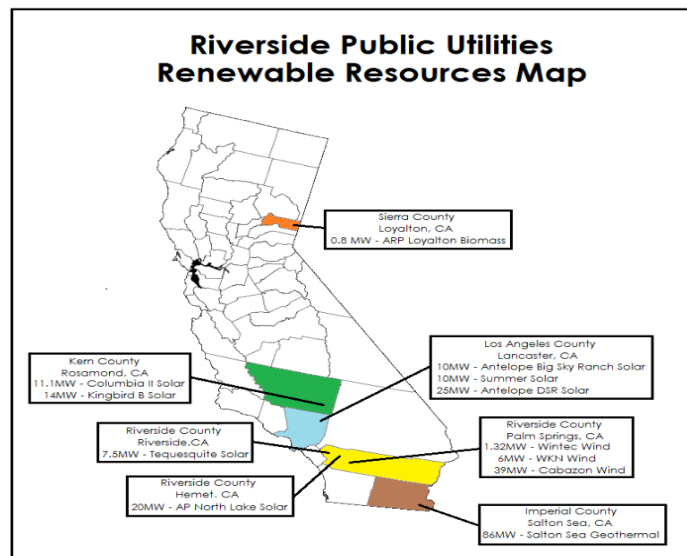 Riverside Public Utilities
Renewable Resources Map
Sierra County
Loyalton, CA
0.8 MW - ARP Loyalton Biomass
Los Angeles County
Lancaster, CA
10MW - Antelope Big Sky Ranch Solar
10MW - Summer Solar
25MW - Antelope DSR Solar
Kern County
Rosamond, CA
11.1MW - Columbia II Solar
14MW - Kingbird B Solar
Riverside County
Riverside,CA
7.5MW - Tequesquite Solar
Riverside County
Palm Springs, CA
1.32MW - Wintec Wind
6MW - WKN Wind
39MW - Cabazon Wind
Riverside County
Hemet, CA
20MW - AP North Lake Solar
Imperial County
Salton Sea, CA
86MW - Salton Sea Geothermal